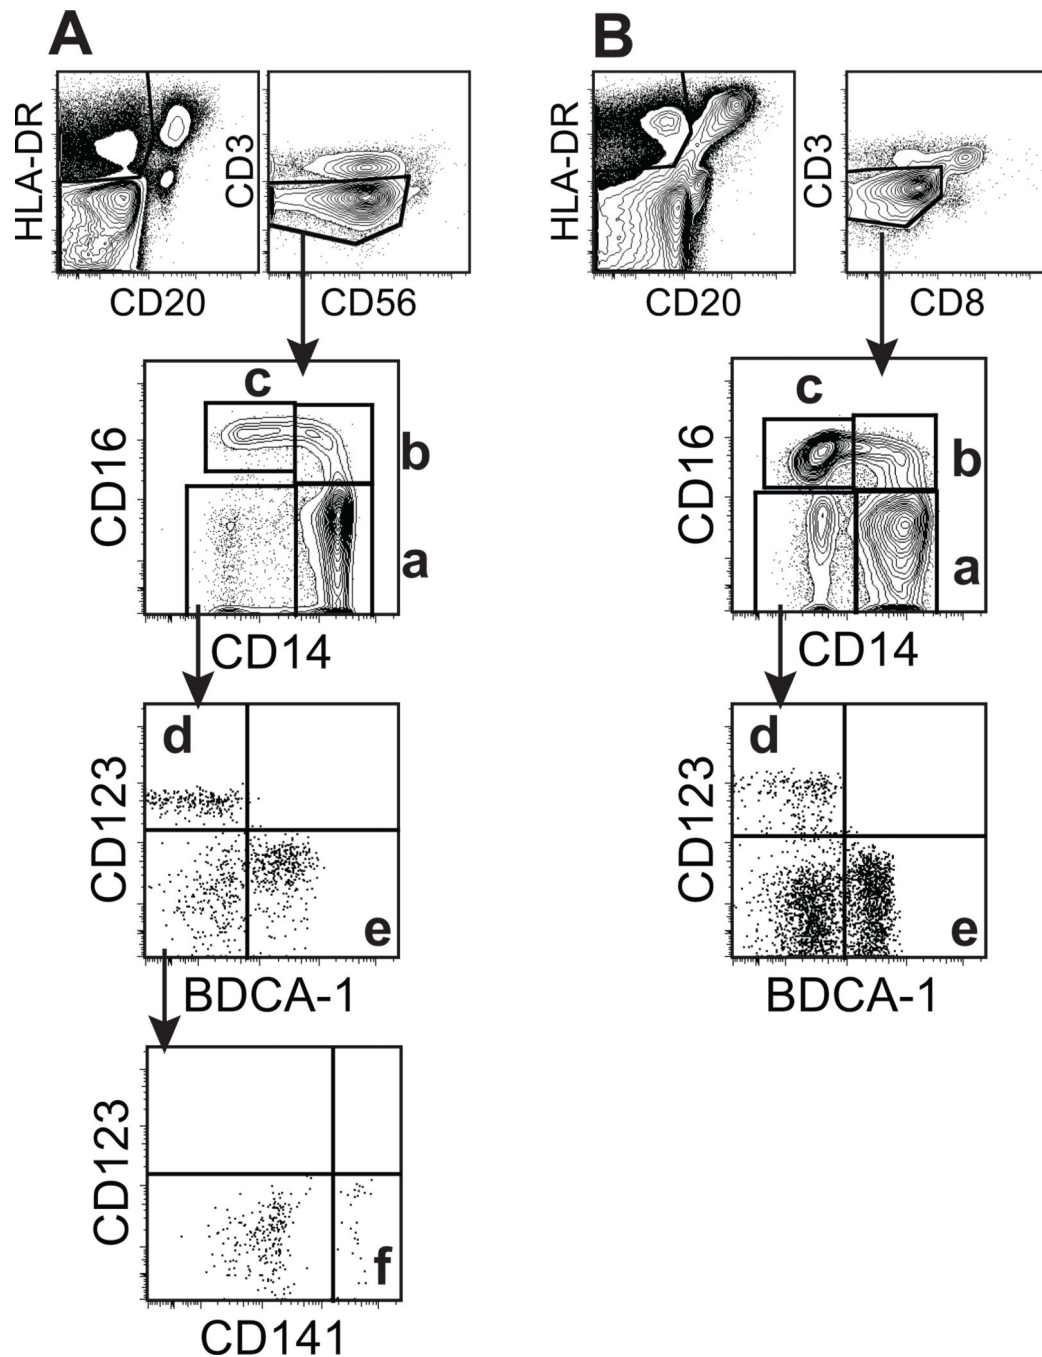 A
B
HLA-DR
CD3
HLA-DR
CD3
CD20
CD56
CD20
CD8
c
c
CD16
b
CD16
b
a
a
CD14
CD14
d
d
CD123
CD123
e
e
BDCA-1
BDCA-1
CD123
f
CD141